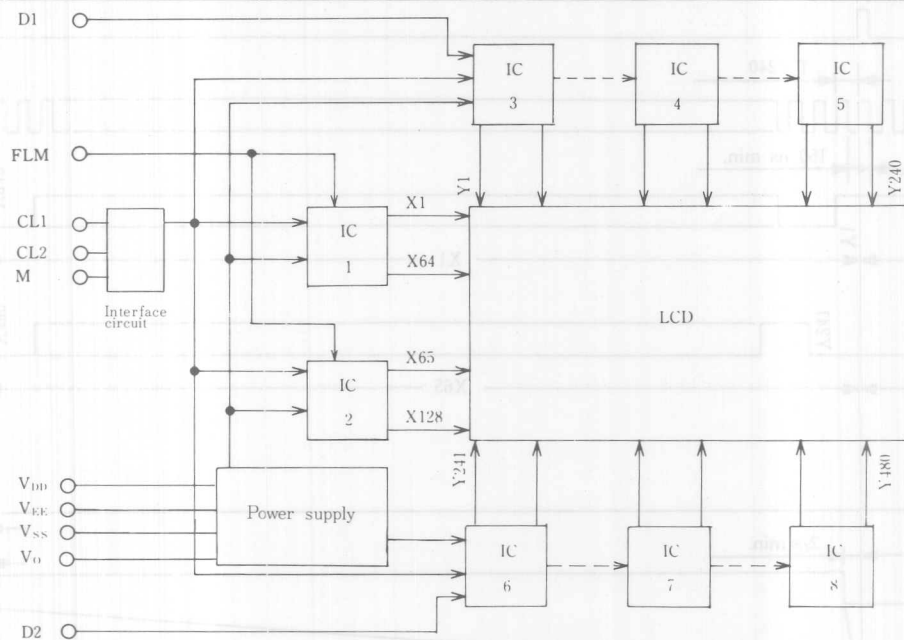 D1
IC
3
IC
4
IC
5
FLM
Y1
Y240
CL1
CL2
M
Interface
circuit
X1
IC
1
X64
LCD
X65
IC
2
X128
Y241
Y480
VDD
VEE
VSS
VO
Power supply
IC
6
IC
7
IC
8
D2